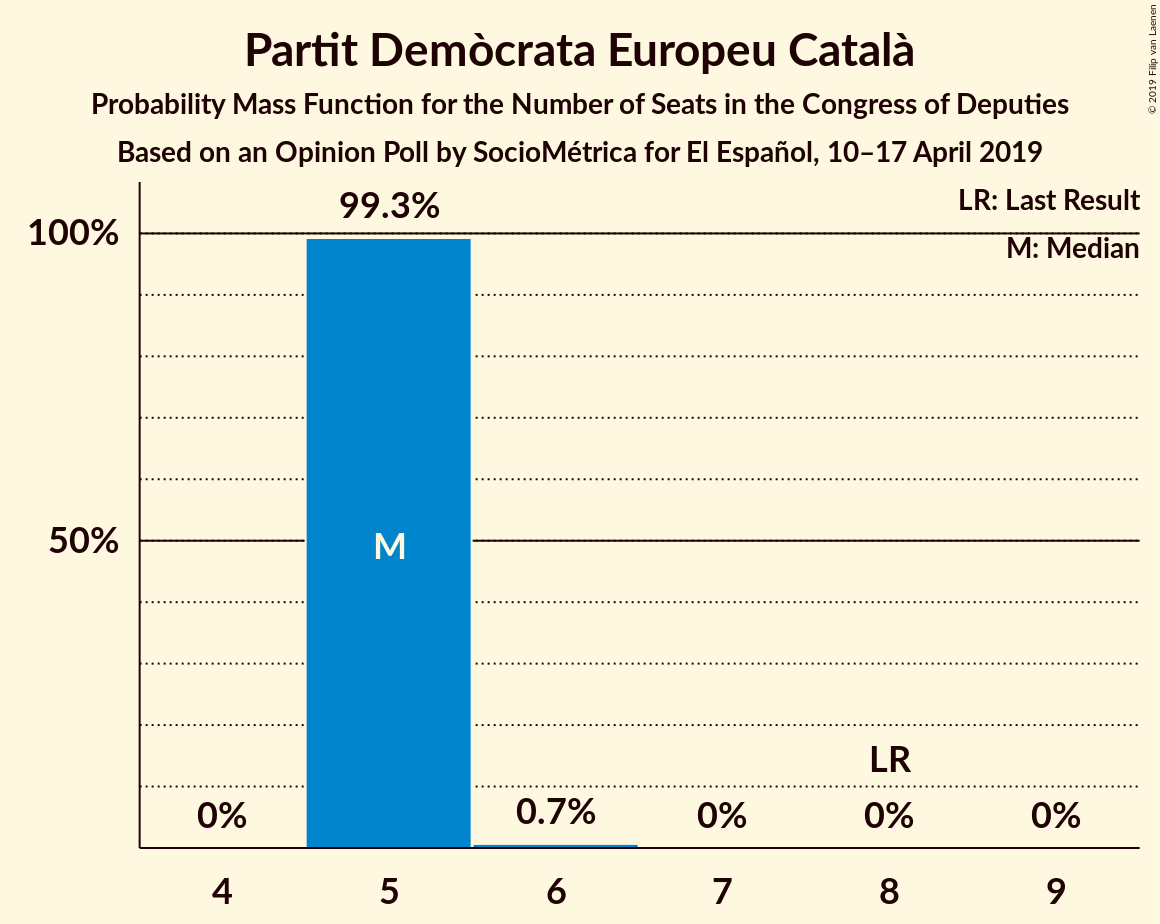 Partit Demòcrata Europeu Català
Probability Mass Function for the Number of Seats in the Congress of Deputies
Based on an Opinion Poll by SocioMétrica for El Español, 10–17 April 2019
© 2019 Filip van Laenen
LR: Last Result
M: Median
99.3%
100%
50%
M
LR
0%
0.7%
0%
0%
0%
4
5
6
7
8
9